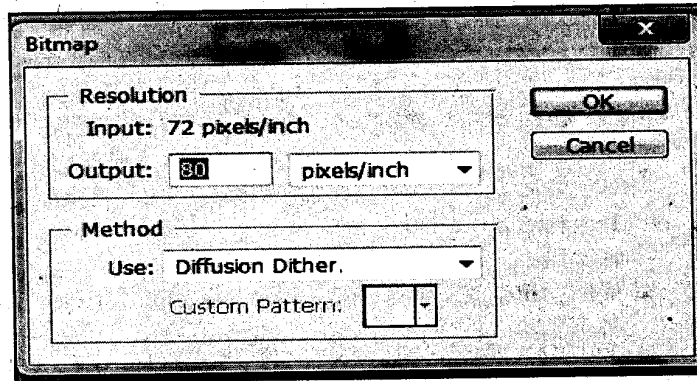 Bitmap
x
Resolution
Input: 72 pixels/inch
Output: 80 pixels/inch
OK
Cancel
Method
Use: Diffusion Dither.
Custom Pattern: